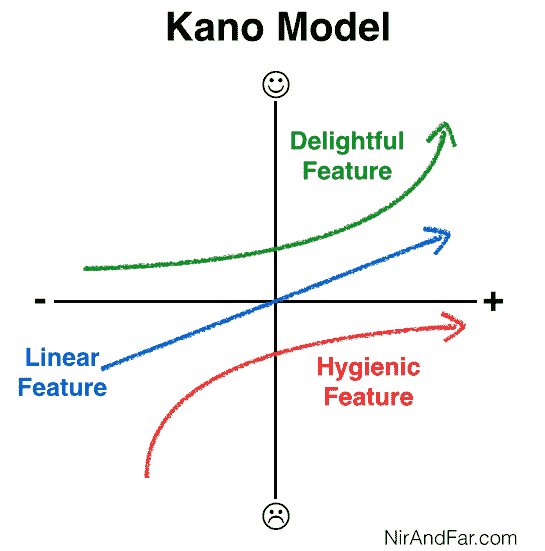 Kano Model
Delightful
Feature
-
+
Linear
Feature
Hygienic
Feature
NirAndFar.com